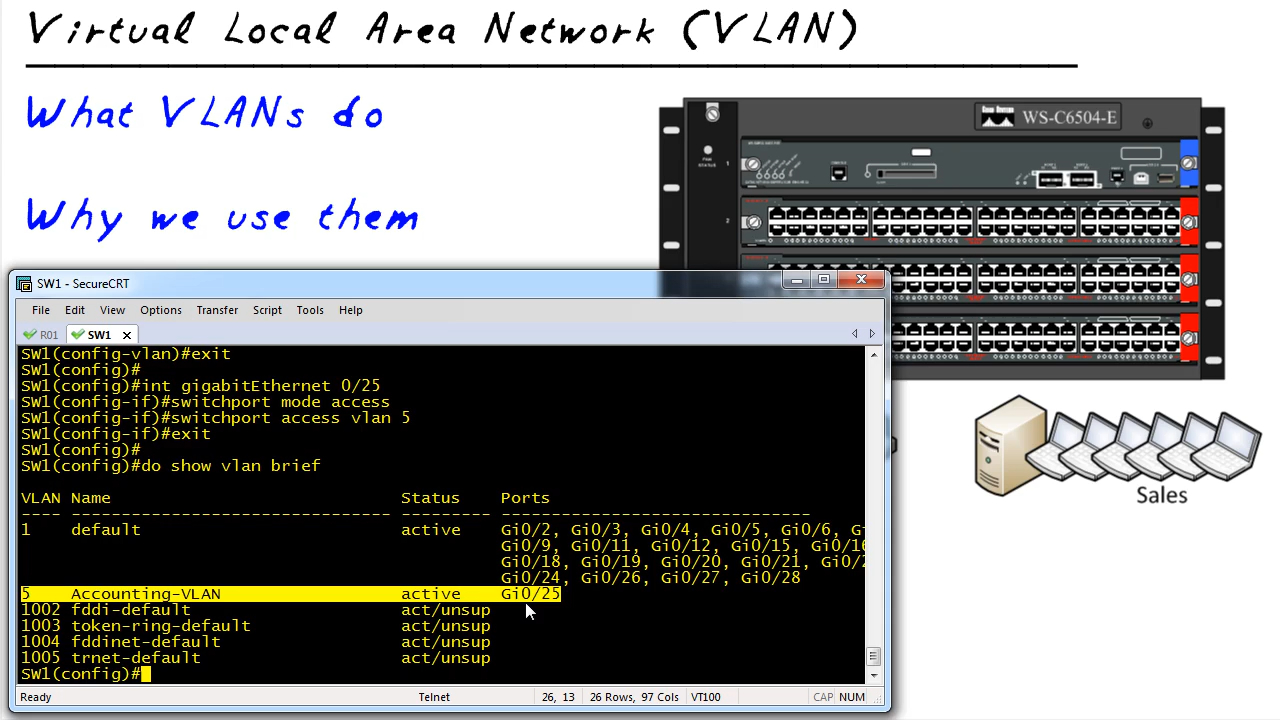 Virtual Local Area Network (VLAN)
What VLANs do
Why we use them
WS-C6504-E
1
2
Sales
SW1 - SecureCRT
File Edit View Options Transfer Script Tools Help
R01 SW1
SW1(config-vlan)#exit
SW1(config)#
SW1(config)#int gigabitEthernet 0/25
SW1(config-if)#switchport mode access
SW1(config-if)#switchport access vlan 5
SW1(config-if)#exit
SW1(config)#
SW1(config)#do show vlan brief
VLAN Name Status Ports
---- -------------------------------- --------- -------------------------------
1 default active Gi0/2, Gi0/3, Gi0/4, Gi0/5, Gi0/6,
Gi0/9, Gi0/11, Gi0/12, Gi0/15,
Gi0/18, Gi0/19, Gi0/20, Gi0/21,
Gi0/24, Gi0/26, Gi0/27, Gi0/28
5 Accounting-VLAN active Gi0/25
1002 fddi-default act/unsup
1003 token-ring-default act/unsup
1004 fddinet-default act/unsup
1005 trnet-default act/unsup
SW1(config)#
Ready Telnet 26, 13 26 Rows, 97 Cols VT100 CAP NUM